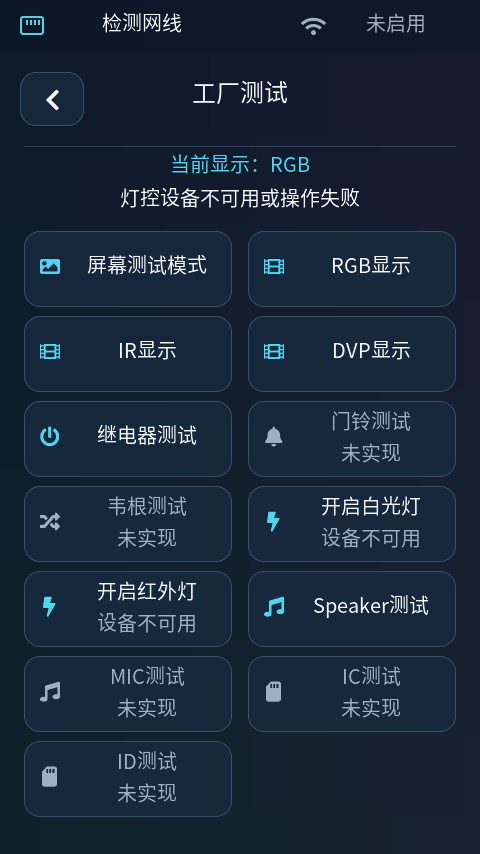 检测网线
未启用
工厂测试
当前显示：RGB
灯控设备不可用或操作失败
屏幕测试模式
RGB显示
IR显示
DVP显示
继电器测试
门铃测试
未实现
韦根测试
未实现
开启白光灯
设备不可用
开启红外灯
设备不可用
Speaker测试
MIC测试
未实现
IC测试
未实现
ID测试
未实现